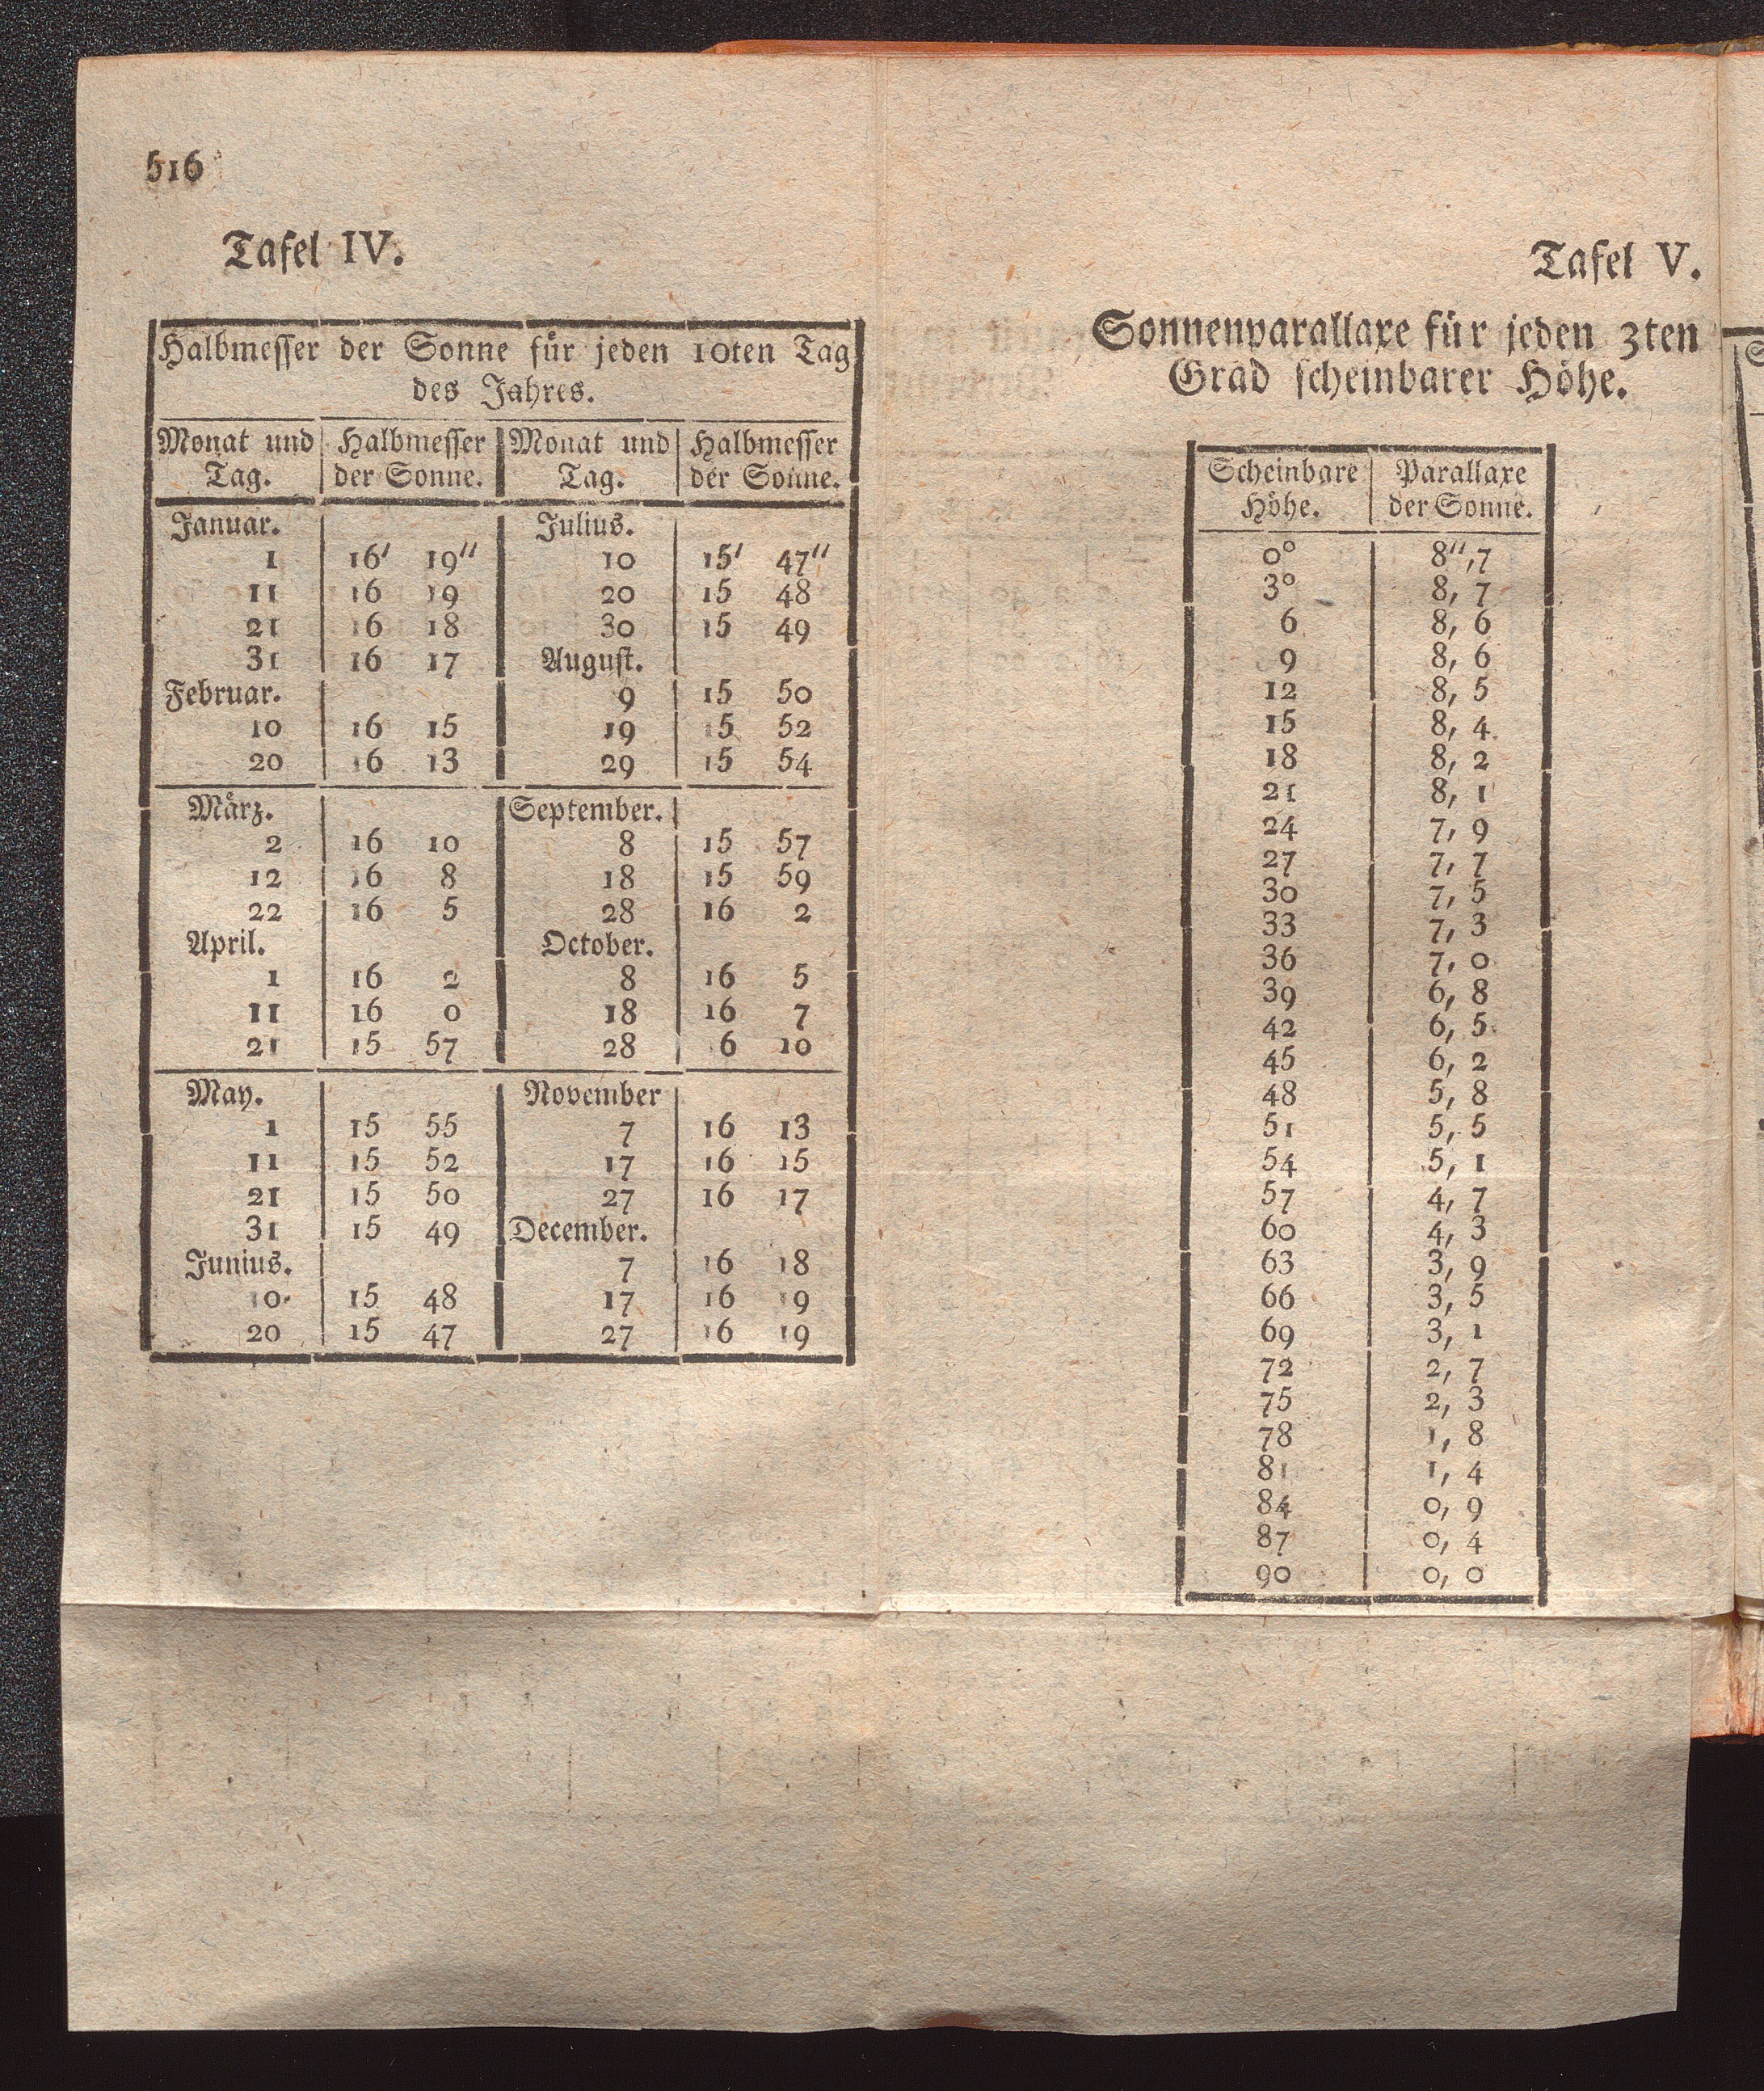 516
Tafel IV.
Halbmesser der Sonne für jeden 10ten Tag
des Jahres.
Monat und Tag. | Halbmesser der Sonne. | Monat und Tag. | Halbmesser der Sonne.
Januar. | | Julius. |
1 | 16' 19" | 10 | 15' 47"
11 | 16 19 | 20 | 15 48
21 | 16 18 | 30 | 15 49
31 | 16 17 | August. |
Februar. | | 9 | 15 50
10 | 16 15 | 19 | 15 52
20 | 16 13 | 29 | 15 54
März. | | September. |
2 | 16 10 | 8 | 15 57
12 | 16 8 | 18 | 15 59
22 | 16 5 | 28 | 16 2
April. | | October. |
1 | 16 2 | 8 | 16 5
11 | 16 0 | 18 | 16 7
21 | 15 57 | 28 | 6 10
May. | | November |
1 | 15 55 | 7 | 16 13
11 | 15 52 | 17 | 16 15
21 | 15 50 | 27 | 16 17
31 | 15 49 | December. |
Junius. | | 7 | 16 18
10 | 15 48 | 17 | 16 19
20 | 15 47 | 27 | 16 19
Tafel V.
Sonnenparallaxe für jeden 3ten
Grad scheinbarer Höhe.
Scheinbare Höhe. | Parallaxe der Sonne.
0° | 8",7
3° | 8, 7
6 | 8, 6
9 | 8, 6
12 | 8, 5
15 | 8, 4
18 | 8, 2
21 | 8, 1
24 | 7, 9
27 | 7, 7
30 | 7, 5
33 | 7, 3
36 | 7, 0
39 | 6, 8
42 | 6, 5
45 | 6, 2
48 | 5, 8
51 | 5, 5
54 | 5, 1
57 | 4, 7
60 | 4, 3
63 | 3, 9
66 | 3, 5
69 | 3, 1
72 | 2, 7
75 | 2, 3
78 | 1, 8
81 | 1, 4
84 | 0, 9
87 | 0, 4
90 | 0, 0